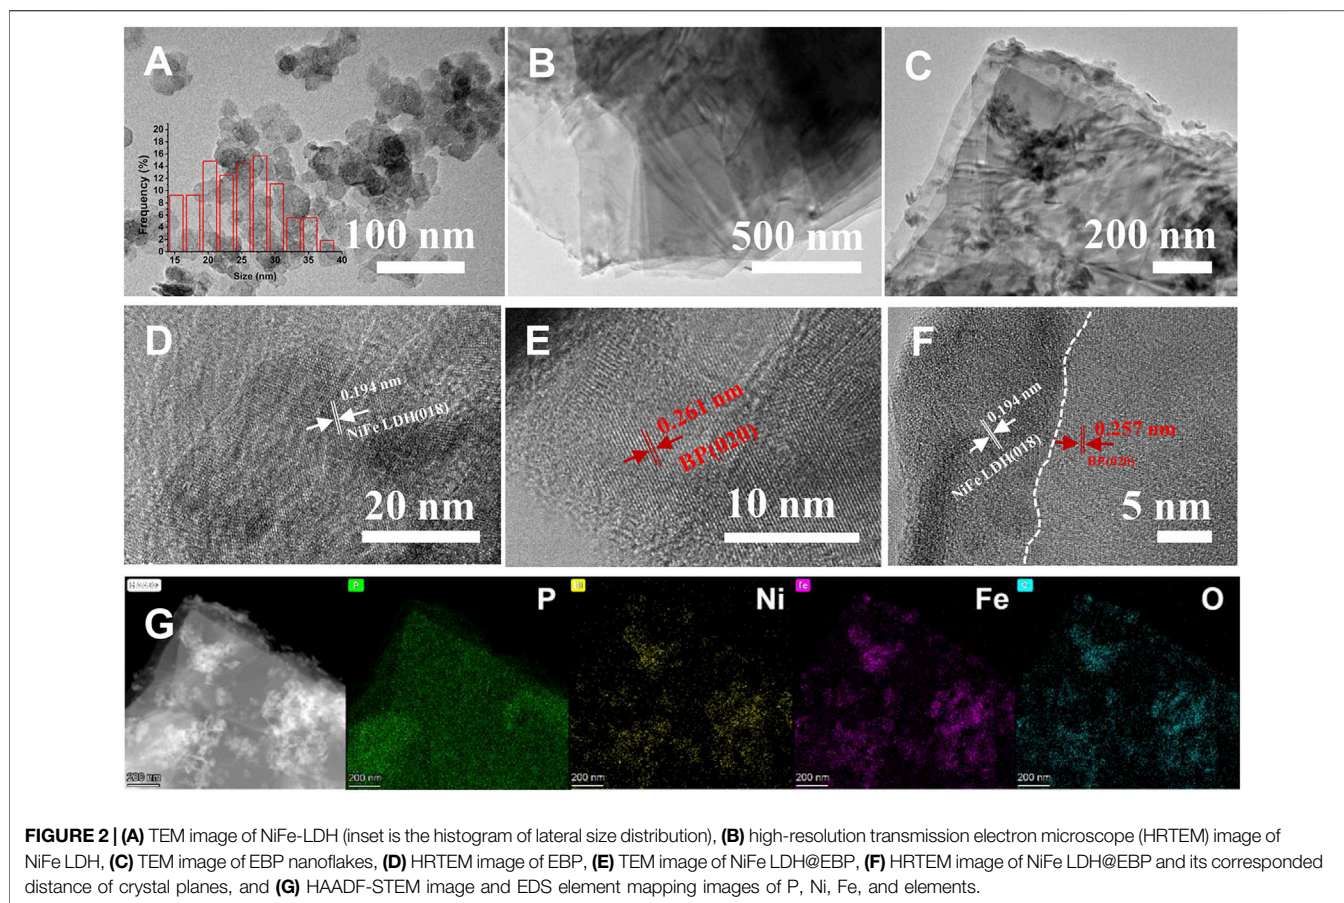 A
20
18
16
14
12
10
8
6
4
2
0
Frequency (%)
15 20 25 30 35 40
Size (nm)
100 nm
B
500 nm
C
200 nm
D
0.194 nm
NiFe LDH(018)
20 nm
E
0.261 nm
BP(020)
10 nm
F
0.194 nm
NiFe LDH(018)
0.257 nm
BP(020)
5 nm
HAADF
G
200 nm
P
P
200 nm
Ni
Ni
200 nm
Fe
Fe
200 nm
O
O
200 nm
FIGURE 2 | (A) TEM image of NiFe-LDH (inset is the histogram of lateral size distribution), (B) high-resolution transmission electron microscope (HRTEM) image of
NiFe LDH, (C) TEM image of EBP nanoflakes, (D) HRTEM image of EBP, (E) TEM image of NiFe LDH@EBP, (F) HRTEM image of NiFe LDH@EBP and its corresponded
distance of crystal planes, and (G) HAADF-STEM image and EDS element mapping images of P, Ni, Fe, and elements.